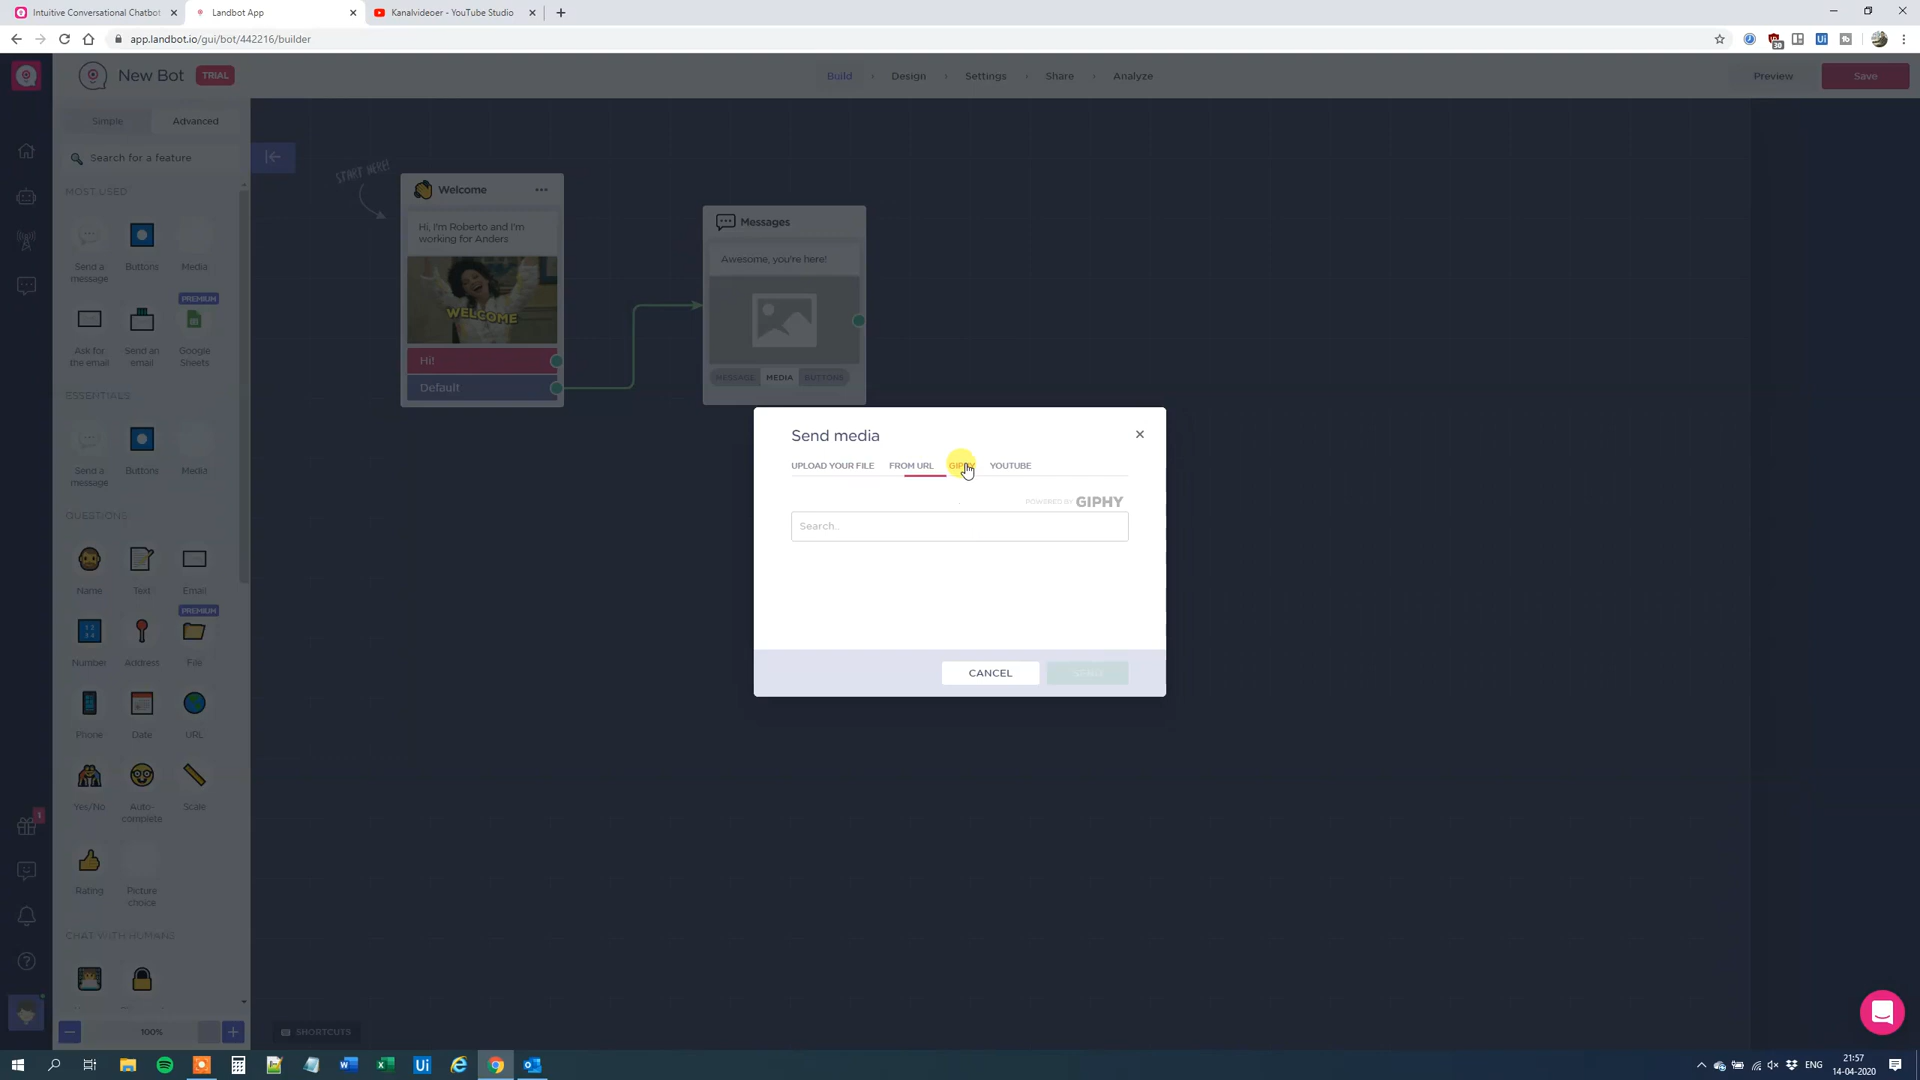 Intuitive Conversational Chatbot
Landbot App
Kanalvideoer - YouTube Studio
app.landbot.io/gui/bot/442216/builder
New Bot
TRIAL
Build
Design
Settings
Share
Analyze
Preview
Save
Simple
Advanced
Search for a feature
MOST USED
Send a message
Buttons
Media
PREMIUM
Ask for the email
Send an email
Google Sheets
ESSENTIALS
Send a message
Buttons
Media
QUESTIONS
Name
Text
Email
PREMIUM
Number
Address
File
Phone
Date
URL
Yes/No
Auto-complete
Scale
Rating
Picture choice
CHAT WITH HUMANS
100%
SHORTCUTS
START HERE!
Welcome
Hi, I'm Roberto and I'm
working for Anders
WELCOME
Hi!
Default
Messages
Awesome, you're here!
MESSAGE
MEDIA
BUTTONS
Send media
UPLOAD YOUR FILE
FROM URL
GIPHY
YOUTUBE
POWERED BY GIPHY
Search..
CANCEL
1
30
Ui
Ui
ENG
21:57
14-04-2020